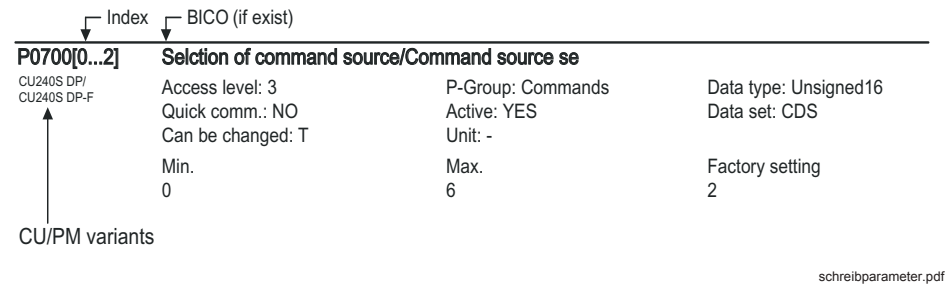 Index BICO (if exist)
P0700[0...2] Selction of command source/Command source se
CU240S DP/
CU240S DP-F
Access level: 3 P-Group: Commands Data type: Unsigned16
Quick comm.: NO Active: YES Data set: CDS
Can be changed: T Unit: -
Min. Max. Factory setting
0 6 2
CU/PM variants
schreibparameter.pdf